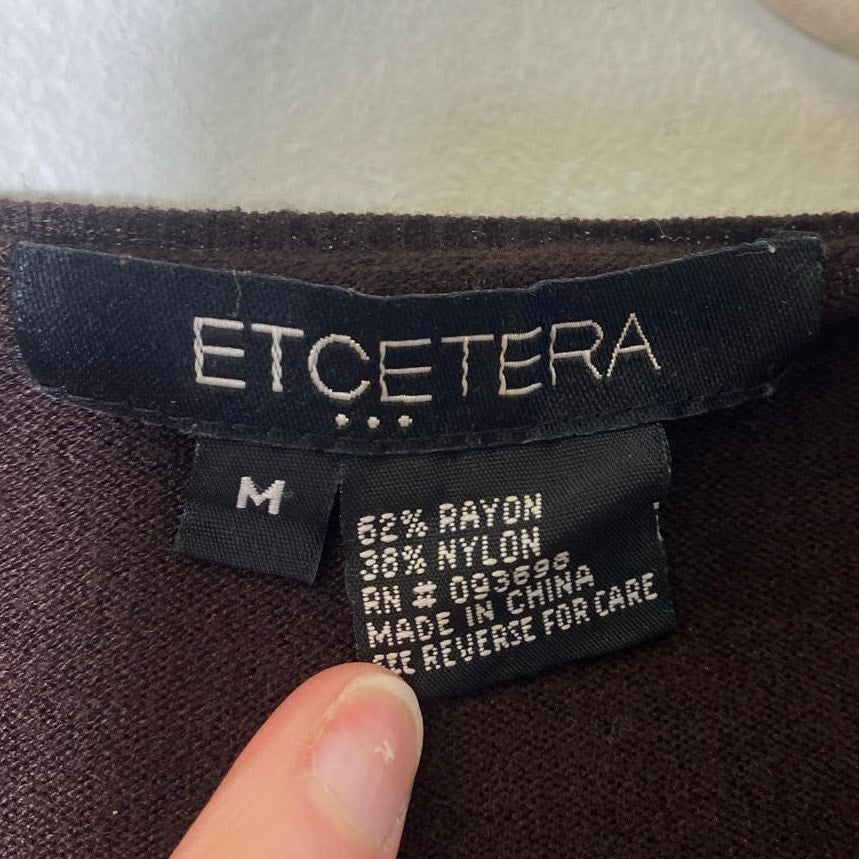 ETCETERA
M
62% RAYON
38% NYLON
RN # 093696
MADE IN CHINA
SEE REVERSE FOR CARE